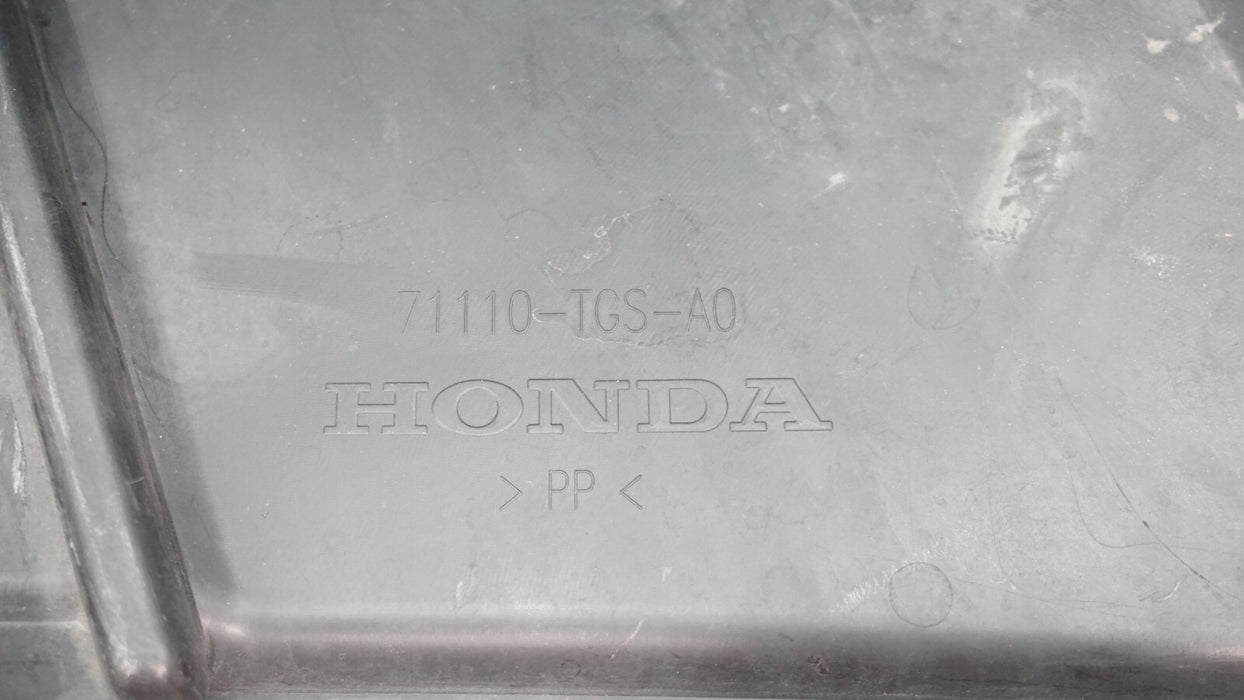 71110-TGS-A0
HONDA
> PP <